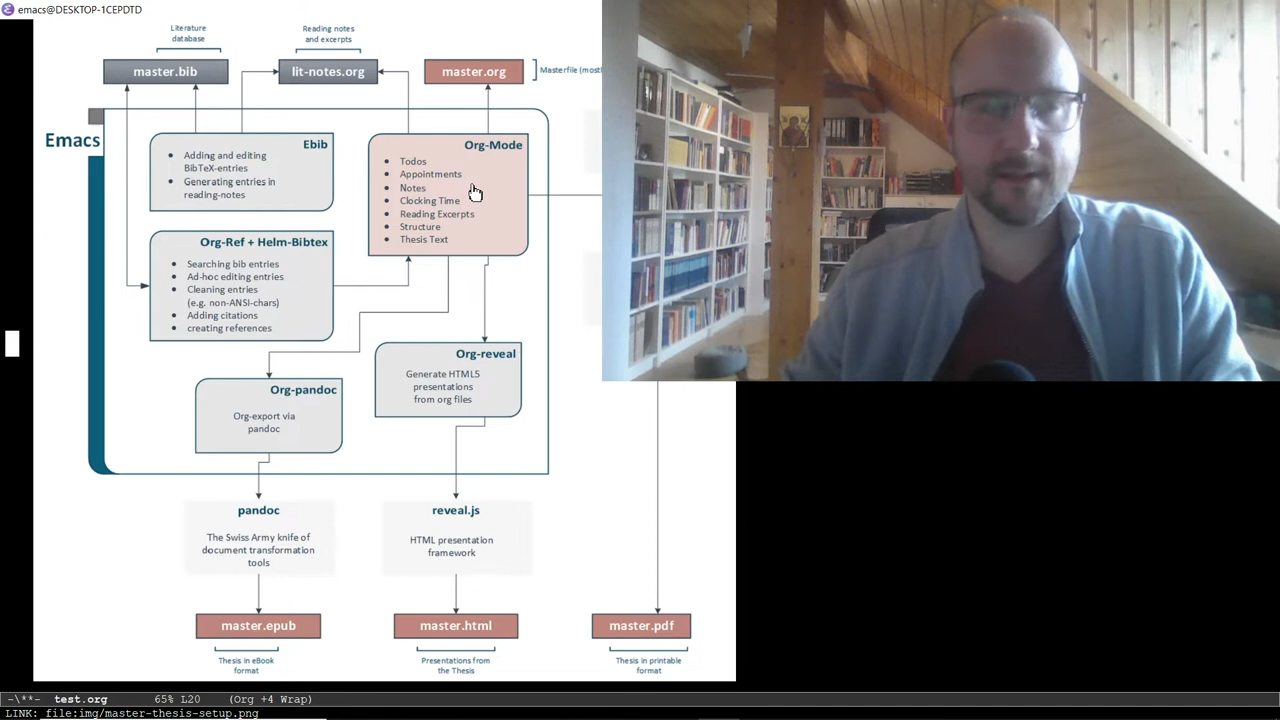 emacs@DESKTOP-1CEPDTD
Literature
database
Reading notes
and excerpts
master.bib
lit-notes.org
master.org
Masterfile (mostl
Emacs
Ebib
Adding and editing
BibTeX-entries
Generating entries in
reading-notes
Org-Mode
Todos
Appointments
Notes
Clocking Time
Reading Excerpts
Structure
Thesis Text
Org-Ref + Helm-Bibtex
Searching bib entries
Ad-hoc editing entries
Cleaning entries
(e.g. non-ANSI-chars)
Adding citations
creating references
Org-reveal
Generate HTML5
presentations
from org files
Org-pandoc
Org-export via
pandoc
pandoc
The Swiss Army knife of
document transformation
tools
reveal.js
HTML presentation
framework
master.epub
master.html
master.pdf
Thesis in eBook
format
Presentations from
the Thesis
Thesis in printable
format
-\**- test.org 65% L20 (Org +4 Wrap)
LINK: file:img/master-thesis-setup.png